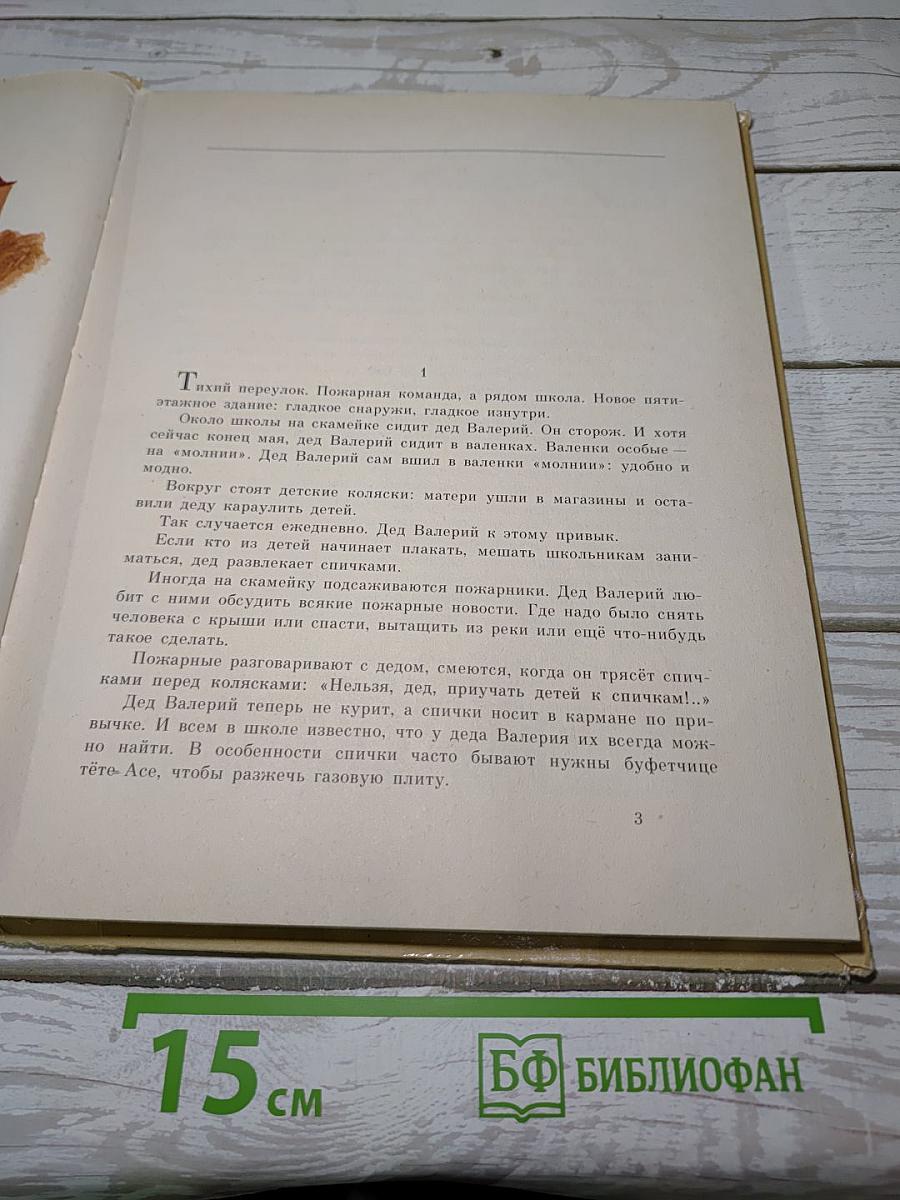 1
Тихий переулок. Пожарная команда, а рядом школа. Новое пяти-
этажное здание: гладкое снаружи, гладкое изнутри.
Около школы на скамейке сидит дед Валерий. Он сторож. И хотя
сейчас конец мая, дед Валерий сидит в валенках. Валенки особые —
на «молнии». Дед Валерий сам вшил в валенки «молнии»: удобно и
модно.
Вокруг стоят детские коляски: матери ушли в магазины и оста-
вили деду караулить детей.
Так случается ежедневно. Дед Валерий к этому привык.
Если кто из детей начинает плакать, мешать школьникам зани-
маться, дед развлекает спичками.
Иногда на скамейку подсаживаются пожарники. Дед Валерий лю-
бит с ними обсудить всякие пожарные новости. Где надо было снять
человека с крыши или спасти, вытащить из реки или ещё что-нибудь
такое сделать.
Пожарные разговаривают с дедом, смеются, когда он трясёт спич-
ками перед колясками: «Нельзя, дед, приучать детей к спичкам!..»
Дед Валерий теперь не курит, а спички носит в кармане по при-
вычке. И всем в школе известно, что у деда Валерия их всегда мож-
но найти. В особенности спички часто бывают нужны буфетчице
тёте Асе, чтобы разжечь газовую плиту.
3
15 см
БФ БИБЛИОФАН